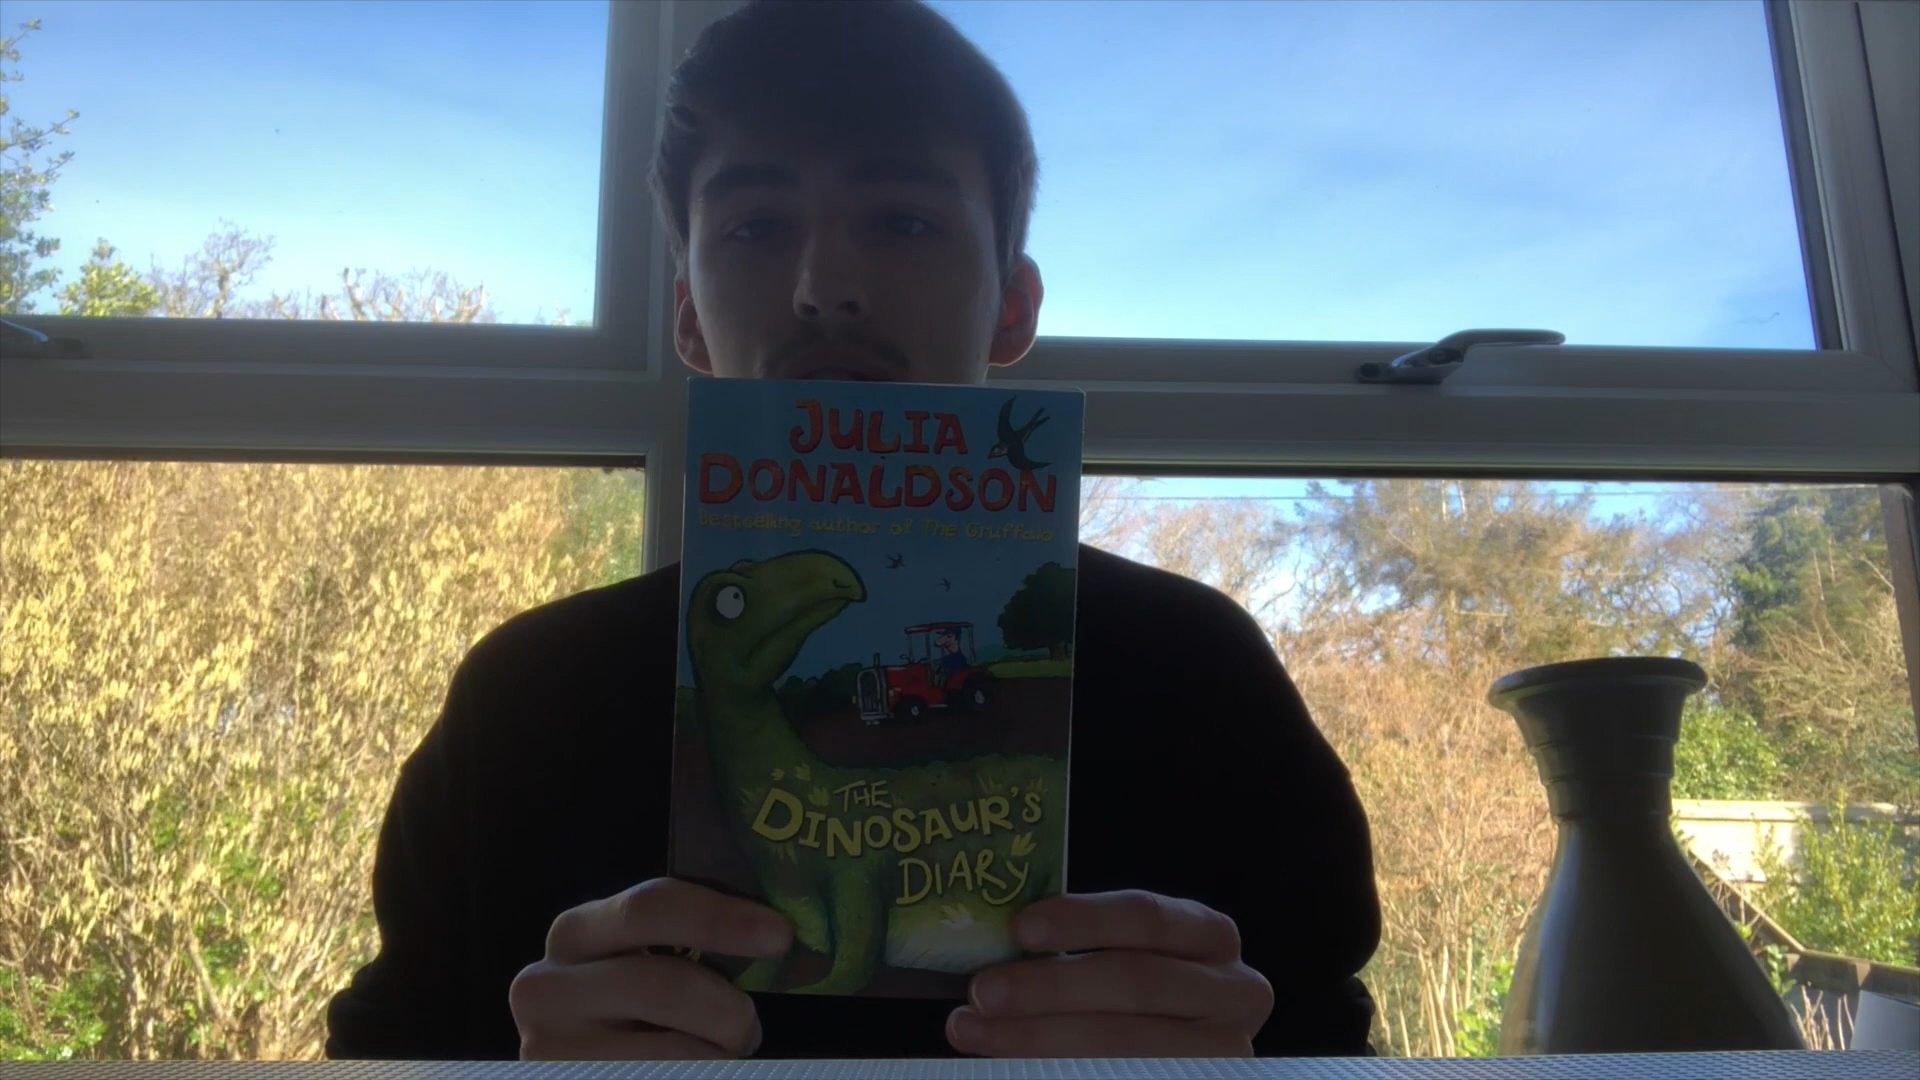 JULIA
DONALDSON
Bestselling author of The Gruffalo
THE
DINOSAUR'S
DIARY